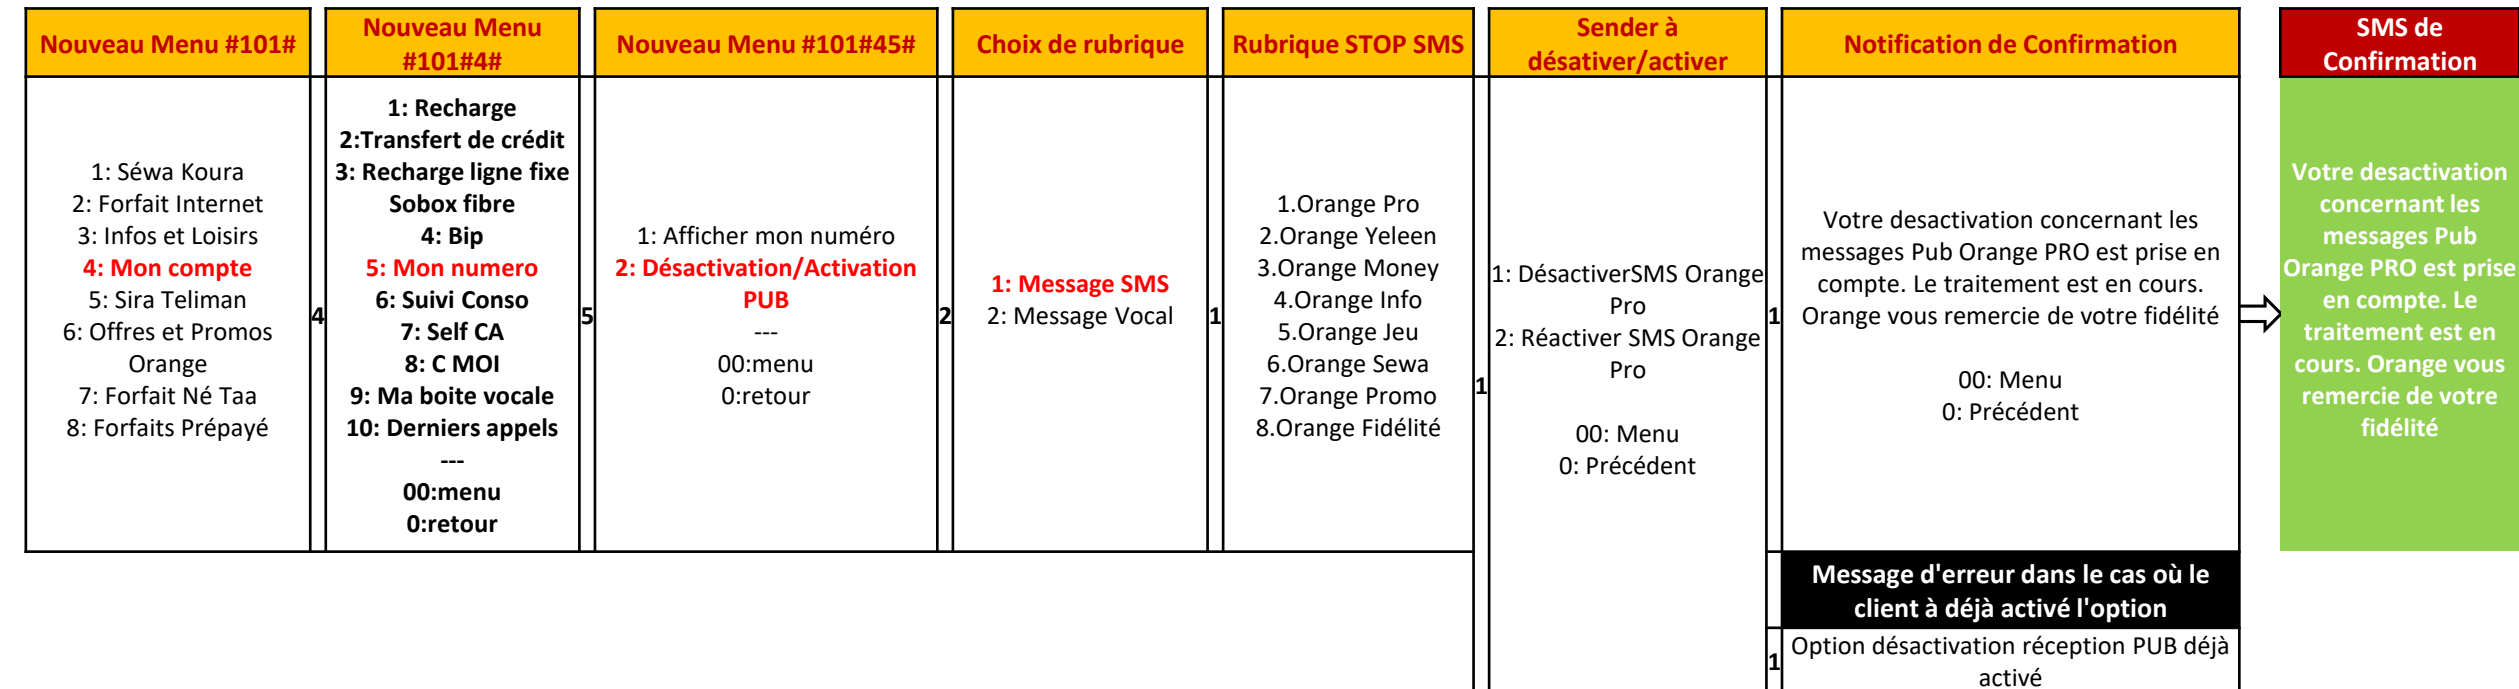 Nouveau Menu #101#
1: Séwa Koura
2: Forfait Internet
3: Infos et Loisirs
4: Mon compte
5: Sira Teliman
6: Offres et Promos
Orange
7: Forfait Né Taa
8: Forfaits Prépayé
4
Nouveau Menu
#101#4#
1: Recharge
2:Transfert de crédit
3: Recharge ligne fixe
Sobox fibre
4: Bip
5: Mon numero
6: Suivi Conso
7: Self CA
8: C MOI
9: Ma boite vocale
10: Derniers appels
---
00:menu
0:retour
5
Nouveau Menu #101#45#
1: Afficher mon numéro
2: Désactivation/Activation
PUB
---
00:menu
0:retour
2
Choix de rubrique
1: Message SMS
2: Message Vocal
1
Rubrique STOP SMS
1.Orange Pro
2.Orange Yeleen
3.Orange Money
4.Orange Info
5.Orange Jeu
6.Orange Sewa
7.Orange Promo
8.Orange Fidélité
1
Sender à
désativer/activer
1: DésactiverSMS Orange
Pro
2: Réactiver SMS Orange
Pro
00: Menu
0: Précédent
1
Notification de Confirmation
Votre desactivation concernant les
messages Pub Orange PRO est prise en
compte. Le traitement est en cours.
Orange vous remercie de votre fidélité
00: Menu
0: Précédent
Message d'erreur dans le cas où le
client à déjà activé l'option
1
Option désactivation réception PUB déjà
activé
SMS de
Confirmation
Votre desactivation
concernant les
messages Pub
Orange PRO est prise
en compte. Le
traitement est en
cours. Orange vous
remercie de votre
fidélité